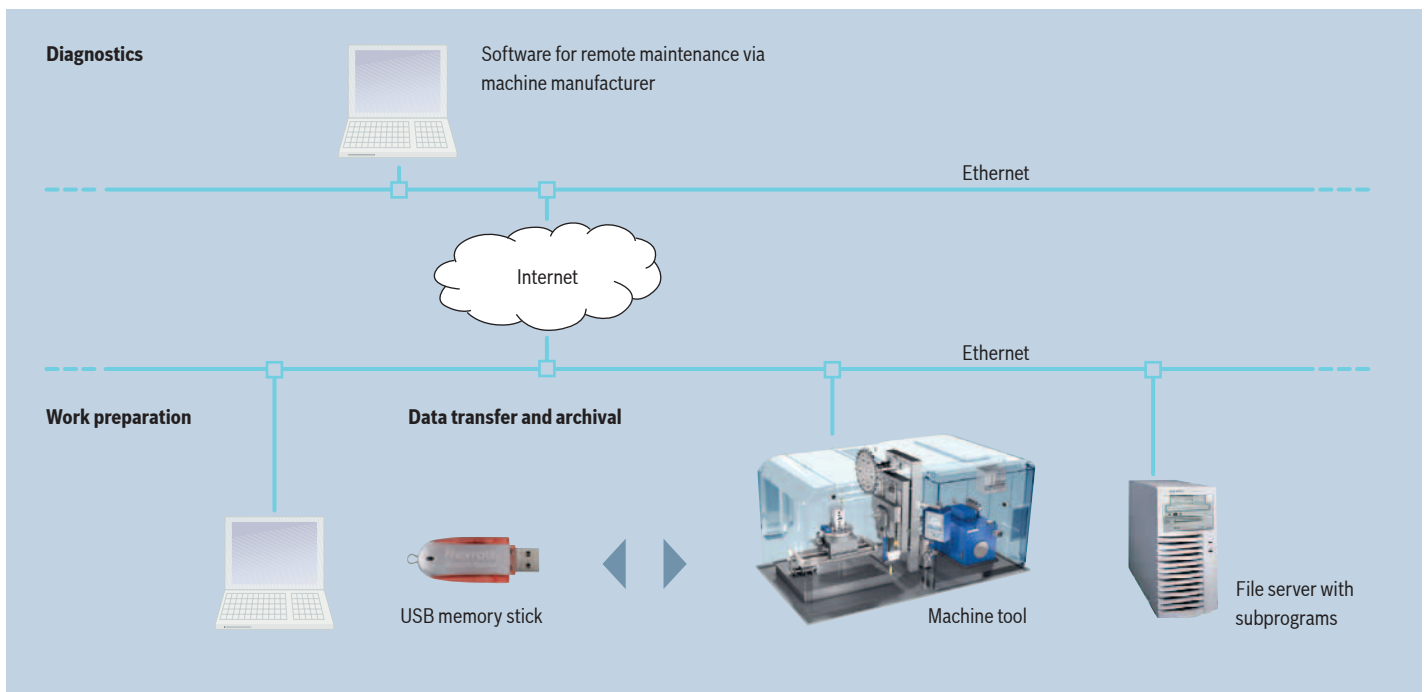 Diagnostics
Software for remote maintenance via
machine manufacturer
Ethernet
Internet
Ethernet
Work preparation
Data transfer and archival
USB memory stick
Machine tool
File server with
subprograms